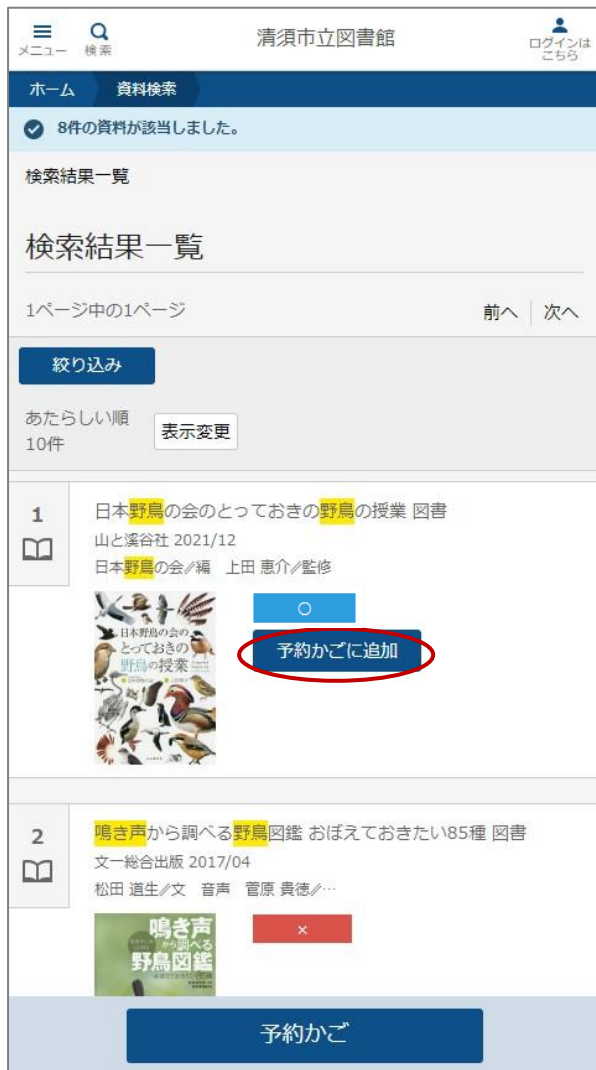 メニュー
検索
清須市立図書館
ログインは
こちら
ホーム
資料検索
8件の資料が該当しました。
検索結果一覧
検索結果一覧
1ページ中の1ページ
前へ
次へ
絞り込み
あたらしい順
10件
表示変更
1
日本野鳥の会のとっておきの野鳥の授業 図書
山と溪谷社 2021/12
日本野鳥の会∥編 上田 恵介∥監修
日本野鳥の会の
とっておきの
野鳥の授業
○
予約かごに追加
2
鳴き声から調べる野鳥図鑑 おぼえておきたい85種 図書
文一総合出版 2017/04
松田 道生∥文 音声 菅原 貴徳∥…
鳴き声
から調べる
野鳥図鑑
×
予約かご